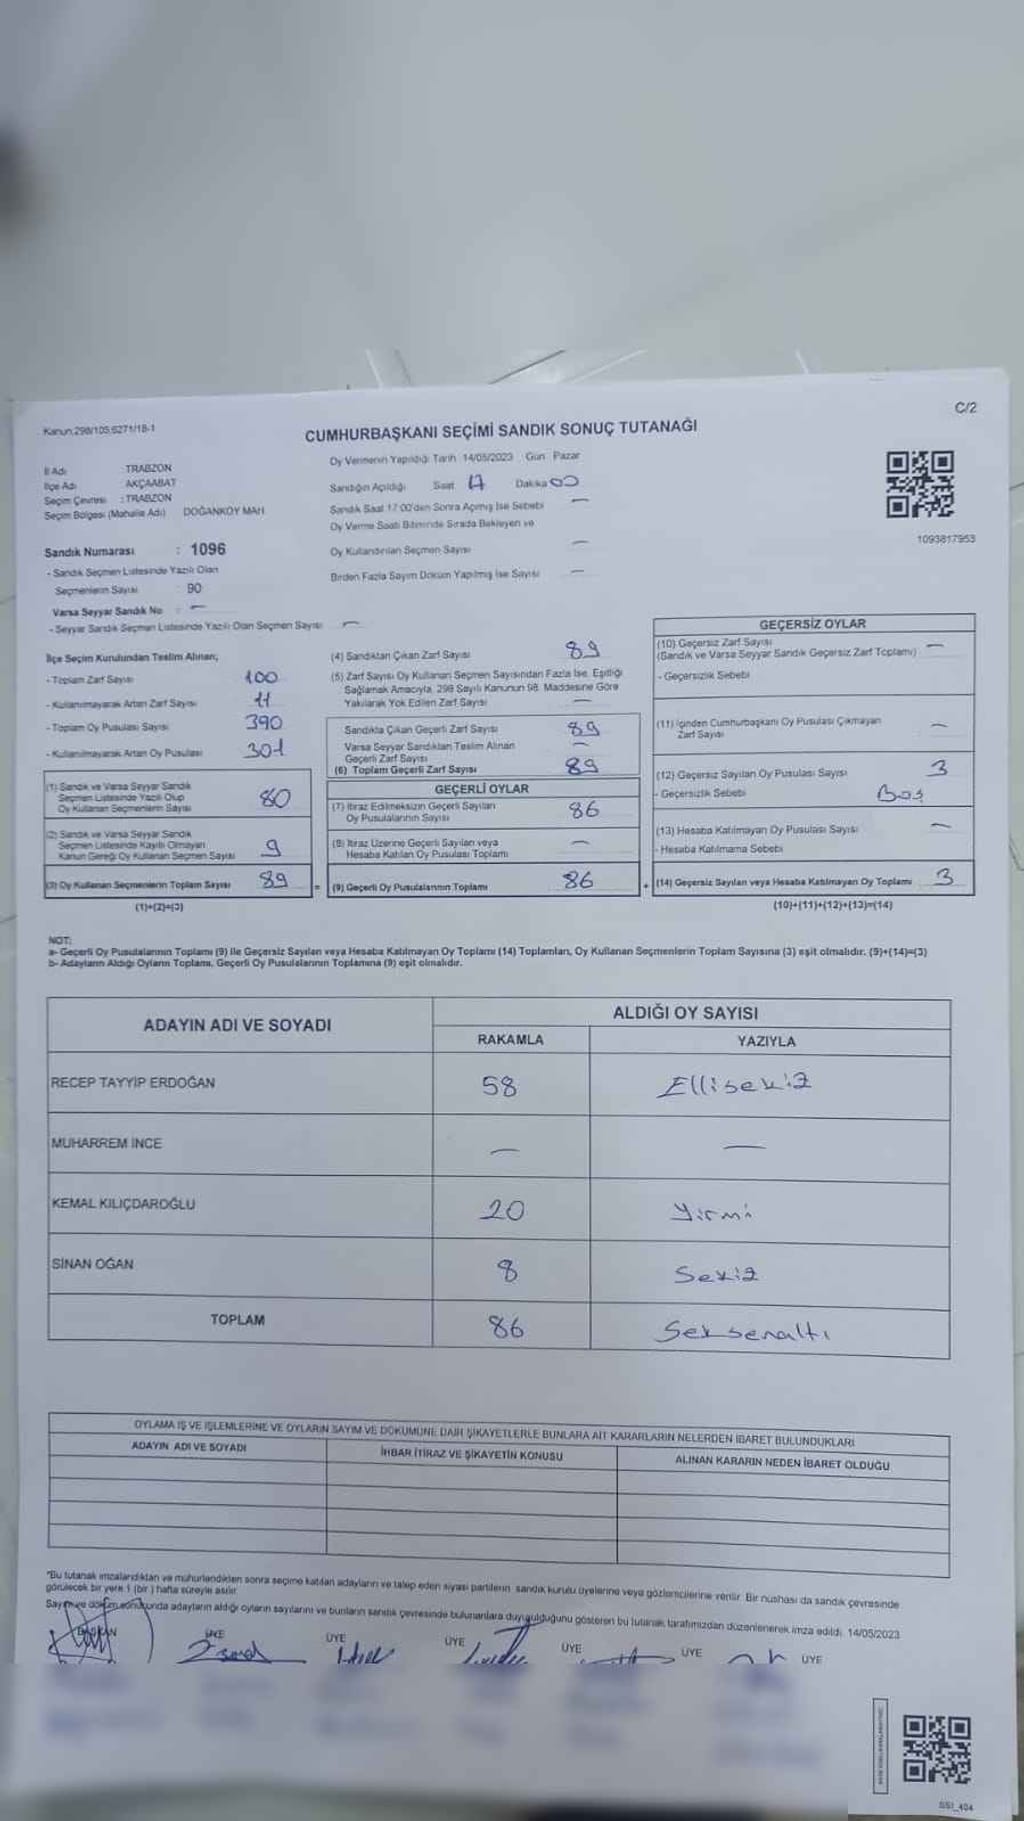 C/2
Kanun:298/105,6271/18-1
CUMHURBAŞKANI SEÇİMİ SANDIK SONUÇ TUTANAĞI
İl Adı : TRABZON
İlçe Adı : AKÇAABAT
Seçim Çevresi : TRABZON
Seçim Bölgesi (Mahalle Adı) DOĞANKÖY MAH.
Sandık Numarası : 1096
- Sandık Seçmen Listesinde Yazılı Olan
Seçmenlerin Sayısı 90
Varsa Seyyar Sandık No : —
- Seyyar Sandık Seçmen Listesinde Yazılı Olan Seçmen Sayısı —
Oy Vermenin Yapıldığı Tarih 14/05/2023 Gün Pazar
Sandığın Açıldığı Saat 17 Dakika 00
Sandık Saat 17:00'den Sonra Açılmış İse Sebebi —
Oy Verme Saati Bitiminde Sırada Bekleyen ve
Oy Kullandırılan Seçmen Sayısı —
Birden Fazla Sayım Döküm Yapılmış İse Sayısı —
1093817953
İlçe Seçim Kurulundan Teslim Alınan;
- Toplam Zarf Sayısı 100
- Kullanılmayarak Artan Zarf Sayısı 11
- Toplam Oy Pusulası Sayısı 390
- Kullanılmayarak Artan Oy Pusulası 301
(1) Sandık ve Varsa Seyyar Sandık
Seçmen Listesinde Yazılı Olup
Oy Kullanan Seçmenlerin Sayısı 80
(2) Sandık ve Varsa Seyyar Sandık
Seçmen Listesinde Kayıtlı Olmayan
Kanun Gereği Oy Kullanan Seçmen Sayısı 9
(3) Oy Kullanan Seçmenlerin Toplam Sayısı 89
(1)+(2)=(3)
(4) Sandıktan Çıkan Zarf Sayısı 89
(5) Zarf Sayısı Oy Kullanan Seçmen Sayısından Fazla İse, Eşitliği
Sağlamak Amacıyla, 298 Sayılı Kanunun 98. Maddesine Göre
Yakılarak Yok Edilen Zarf Sayısı —
Sandıkta Çıkan Geçerli Zarf Sayısı 89
Varsa Seyyar Sandıktan Teslim Alınan
Geçerli Zarf Sayısı —
(6) Toplam Geçerli Zarf Sayısı 89
GEÇERLİ OYLAR
(7) İtiraz Edilmeksizin Geçerli Sayılan
Oy Pusulalarının Sayısı 86
(8) İtiraz Üzerine Geçerli Sayılan veya
Hesaba Katılan Oy Pusulası Toplamı —
= (9) Geçerli Oy Pusulalarının Toplamı 86
GEÇERSİZ OYLAR
(10) Geçersiz Zarf Sayısı —
(Sandık ve Varsa Seyyar Sandık Geçersiz Zarf Toplamı)
- Geçersizlik Sebebi
(11) İçinden Cumhurbaşkanı Oy Pusulası Çıkmayan
Zarf Sayısı —
(12) Geçersiz Sayılan Oy Pusulası Sayısı 3
- Geçersizlik Sebebi Boş
(13) Hesaba Katılmayan Oy Pusulası Sayısı —
- Hesaba Katılmama Sebebi
+ (14) Geçersiz Sayılan veya Hesaba Katılmayan Oy Toplamı 3
(10)+(11)+(12)+(13)=(14)
NOT:
a- Geçerli Oy Pusulalarının Toplamı (9) ile Geçersiz Sayılan veya Hesaba Katılmayan Oy Toplamı (14) Toplamları, Oy Kullanan Seçmenlerin Toplam Sayısına (3) eşit olmalıdır. (9)+(14)=(3)
b- Adayların Aldığı Oyların Toplamı, Geçerli Oy Pusulalarının Toplamına (9) eşit olmalıdır.
ADAYIN ADI VE SOYADI
ALDIĞI OY SAYISI
RAKAMLA YAZIYLA
RECEP TAYYİP ERDOĞAN 58 Ellisekiz
MUHARREM İNCE — —
KEMAL KILIÇDAROĞLU 20 Yirmi
SİNAN OĞAN 8 Sekiz
TOPLAM 86 Seksenaltı
OYLAMA İŞ VE İŞLEMLERİNE VE OYLARIN SAYIM VE DÖKÜMÜNE DAİR ŞİKAYETLERLE BUNLARA AİT KARARLARIN NELERDEN İBARET BULUNDUKLARI
ADAYIN ADI VE SOYADI İHBAR İTİRAZ VE ŞİKAYETİN KONUSU ALINAN KARARIN NEDEN İBARET OLDUĞU
"Bu tutanak imzalandıktan ve mühürlendikten sonra seçime katılan adayların ve talep eden siyasi partilerin sandık kurulu üyelerine veya gözlemcilerine verilir. Bir nüshası da sandık çevresinde
görülecek bir yere 1 (bir) hafta süreyle asılır.
Sayım ve döküm sonucunda adayların aldığı oyların sayılarını ve bunların sandık çevresinde bulunanlara duyurulduğunu gösteren bu tutanak tarafımızdan düzenlenerek imza edildi. 14/05/2023
BAŞKAN ÜYE ÜYE ÜYE ÜYE ÜYE ÜYE
SSI_404